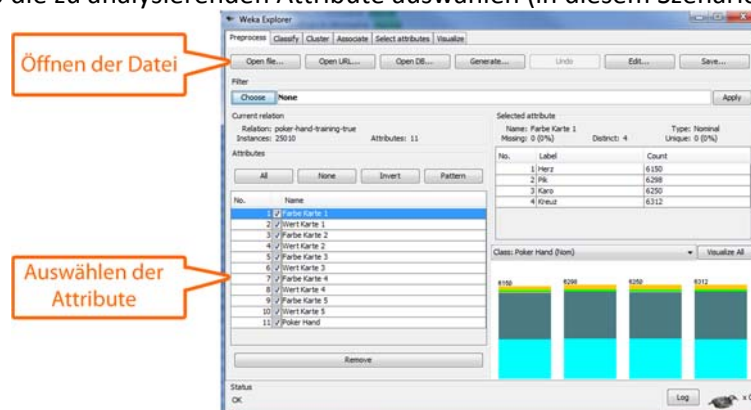 die zu analysierenden Attribute auswählen (in diesem Szenario
Öffnen der Datei
Auswählen der
Attribute
Weka Explorer
Preprocess Classify Cluster Associate Select attributes Visualize
Open file... Open URL... Open DB... Generate... Undo Edit... Save...
Filter
Choose None Apply
Current relation
Relation: poker-hand-training-true
Instances: 25010 Attributes: 11
Attributes
All None Invert Pattern
No. Name
1 Farbe Karte 1
2 Wert Karte 1
3 Farbe Karte 2
4 Wert Karte 2
5 Farbe Karte 3
6 Wert Karte 3
7 Farbe Karte 4
8 Wert Karte 4
9 Farbe Karte 5
10 Wert Karte 5
11 Poker Hand
Remove
Selected attribute
Name: Farbe Karte 1 Type: Nominal
Missing: 0 (0%) Distinct: 4 Unique: 0 (0%)
No. Label Count
1 Herz 6150
2 Pik 6298
3 Karo 6250
4 Kreuz 6312
Class: Poker Hand (Nom) Visualize All
6150 6298 6250 6312
Status
OK
Log